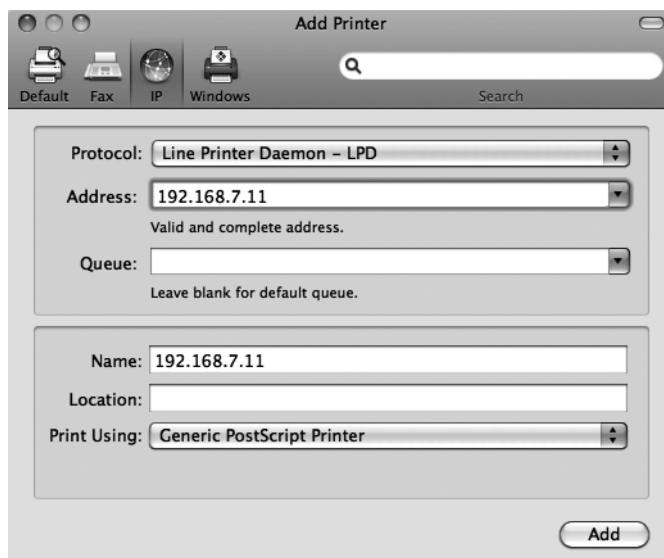 Add Printer
Default Fax IP Windows Search
Protocol: Line Printer Daemon – LPD
Address: 192.168.7.11
Valid and complete address.
Queue:
Leave blank for default queue.
Name: 192.168.7.11
Location:
Print Using: Generic PostScript Printer
Add